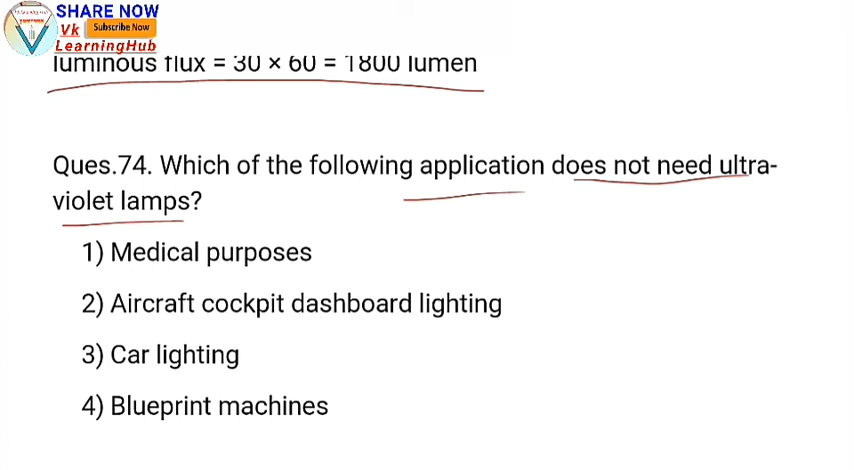 SHARE NOW
Vk Subscribe Now
LearningHub
luminous flux = 30 × 60 = 1800 lumen
Ques.74. Which of the following application does not need ultra-
violet lamps?
1) Medical purposes
2) Aircraft cockpit dashboard lighting
3) Car lighting
4) Blueprint machines